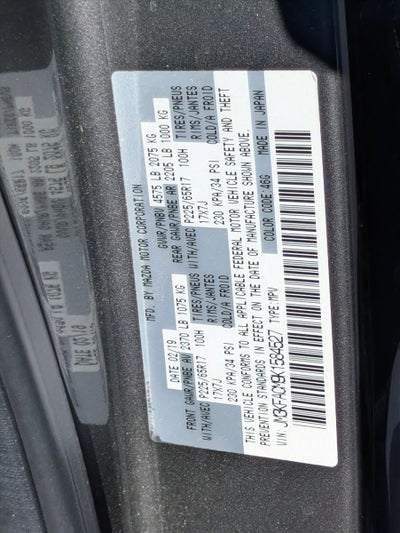 MFD. BY MAZDA MOTOR CORPORATION
DATE 02/19 GVWR/PNBV 4575 LB 2075 KG
FRONT GAWR/PNBE AV 2370 LB 1075 KG REAR GAWR/PNBE AR 2205 LB 1000 KG
WITH/AVEC TIRES/PNEUS WITH/AVEC TIRES/PNEUS
P225/65R17 100H RIMS/JANTES P225/65R17 100H RIMS/JANTES
17X7J COLD/A FROID 17X7J COLD/A FROID
230 KPA/34 PSI 230 KPA/34 PSI
THIS VEHICLE CONFORMS TO ALL APPLICABLE FEDERAL MOTOR VEHICLE SAFETY AND THEFT
PREVENTION STANDARDS IN EFFECT ON THE DATE OF MANUFACTURE SHOWN ABOVE.
VIN: TYPE: MPV COLOR CODE: 46G MADE IN JAPAN